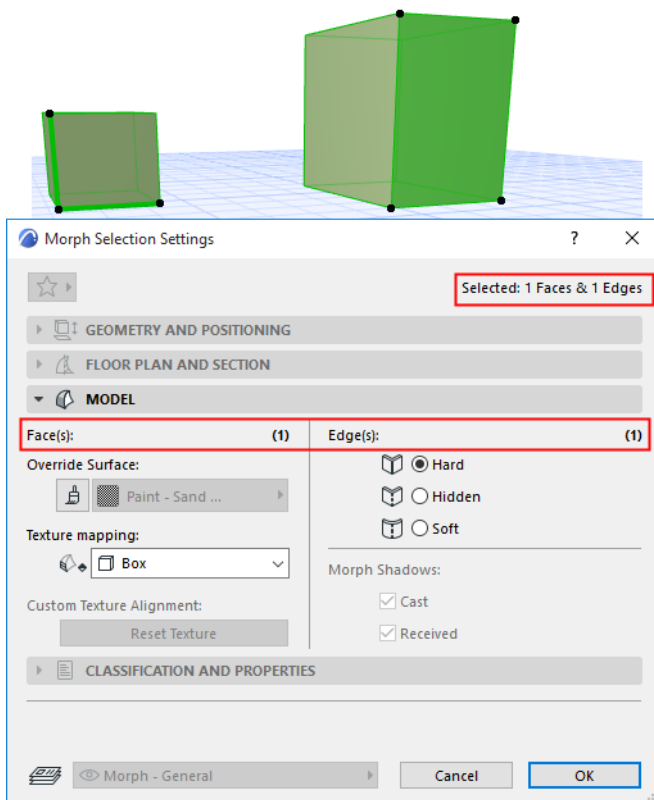 Morph Selection Settings ?
Selected: 1 Faces & 1 Edges
GEOMETRY AND POSITIONING
FLOOR PLAN AND SECTION
MODEL
Face(s): (1)
Edge(s): (1)
Override Surface:
Paint - Sand ...
Texture mapping:
Box
Custom Texture Alignment:
Reset Texture
Hard
Hidden
Soft
Morph Shadows:
Cast
Received
CLASSIFICATION AND PROPERTIES
Morph - General
Cancel
OK